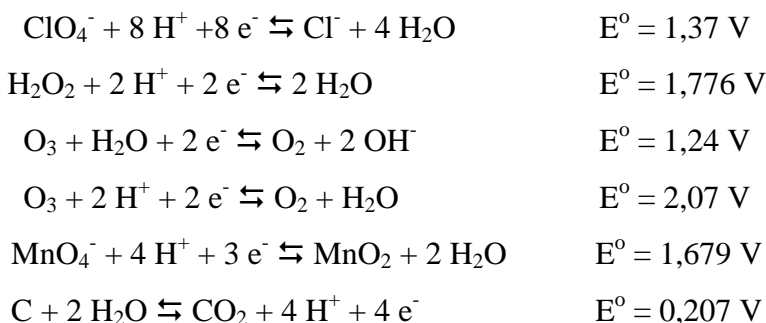 ClO₄⁻ + 8 H⁺ +8 e⁻ ⇆ Cl⁻ + 4 H₂O E° = 1,37 V
H₂O₂ + 2 H⁺ + 2 e⁻ ⇆ 2 H₂O E° = 1,776 V
O₃ + H₂O + 2 e⁻ ⇆ O₂ + 2 OH⁻ E° = 1,24 V
O₃ + 2 H⁺ + 2 e⁻ ⇆ O₂ + H₂O E° = 2,07 V
MnO₄⁻ + 4 H⁺ + 3 e⁻ ⇆ MnO₂ + 2 H₂O E° = 1,679 V
C + 2 H₂O ⇆ CO₂ + 4 H⁺ + 4 e⁻ E° = 0,207 V